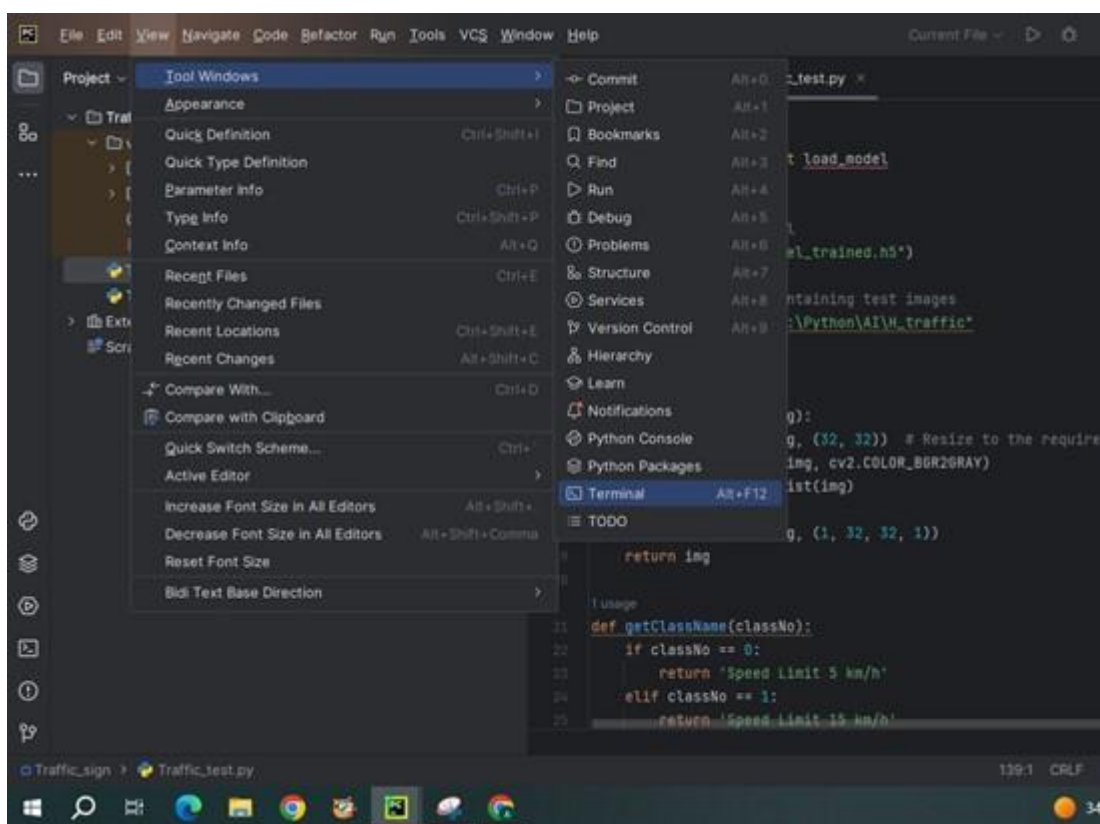 PC File Edit View Navigate Code Refactor Run Tools VCS Window Help Current File
Project
Tool Windows
Appearance
Quick Definition Ctrl+Shift+I
Quick Type Definition
Parameter Info Ctrl+P
Type Info Ctrl+Shift+P
Context Info Alt+Q
Recent Files Ctrl+E
Recently Changed Files
Recent Locations Ctrl+Shift+E
Recent Changes Alt+Shift+C
Compare With... Ctrl+D
Compare with Clipboard
Quick Switch Scheme... Ctrl+`
Active Editor
Increase Font Size in All Editors Alt+Shift+.
Decrease Font Size in All Editors Alt+Shift+Comma
Reset Font Size
Bidi Text Base Direction
Commit Alt+0
Project Alt+1
Bookmarks Alt+2
Find Alt+3
Run Alt+4
Debug Alt+5
Problems Alt+6
Structure Alt+7
Services Alt+8
Version Control Alt+9
Hierarchy
Learn
Notifications
Python Console
Python Packages
Terminal Alt+F12
TODO
c_test.py
t load_model
el_trained.h5")
ntaining test images
:\Python\AI\H_traffic"
g):
g, (32, 32)) # Resize to the require
img, cv2.COLOR_BGR2GRAY)
ist(img)
g, (1, 32, 32, 1))
return img
1 usage
21 def getClassName(classNo):
22 if classNo == 0:
23 return 'Speed Limit 5 km/h'
24 elif classNo == 1:
25 return 'Speed Limit 15 km/h'
Traffic_sign > Traffic_test.py 139:1 CRLF
34